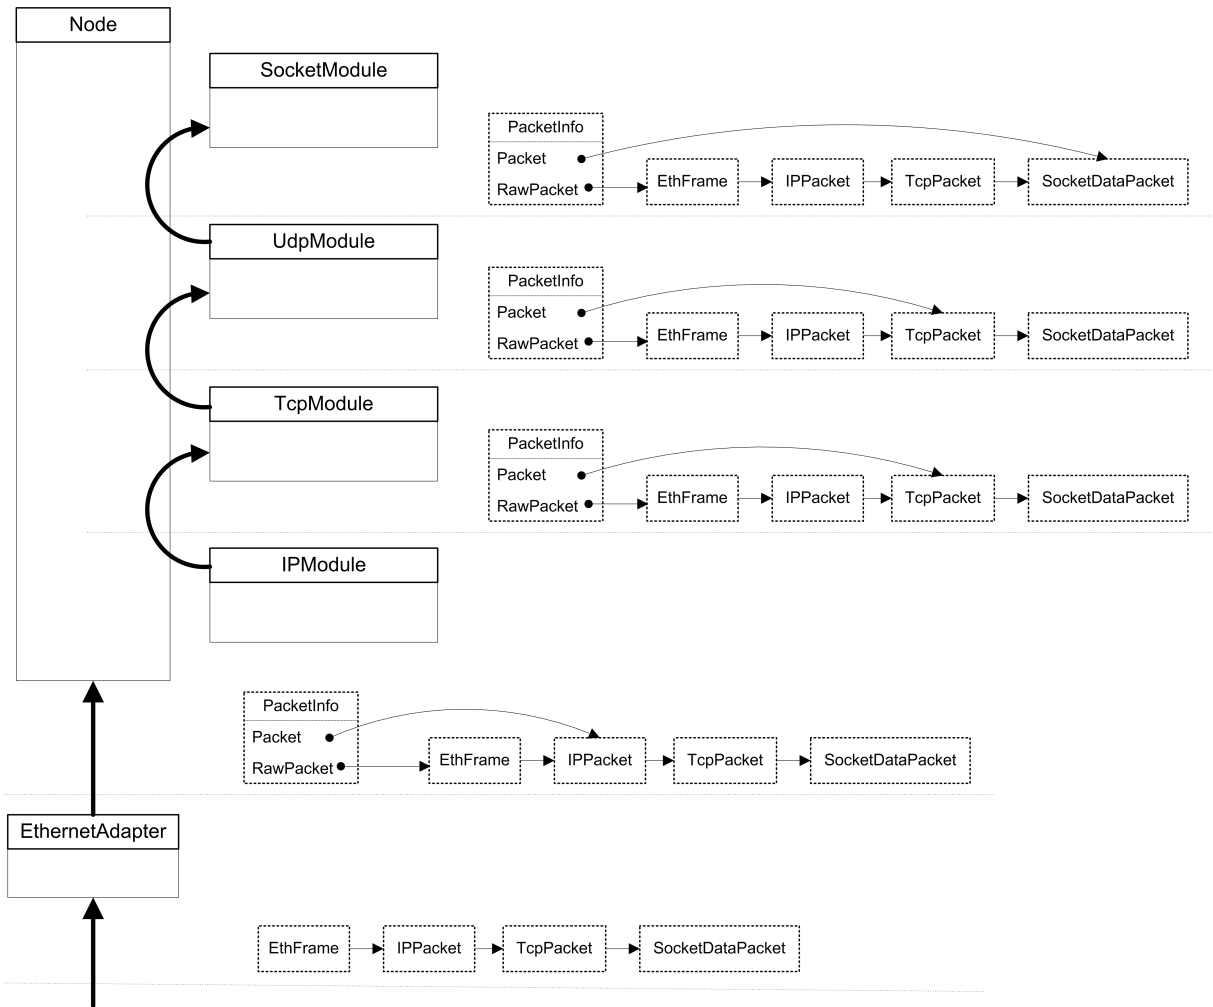 Node
SocketModule
PacketInfo
Packet
RawPacket
EthFrame
IPPacket
TcpPacket
SocketDataPacket
UdpModule
PacketInfo
Packet
RawPacket
EthFrame
IPPacket
TcpPacket
SocketDataPacket
TcpModule
PacketInfo
Packet
RawPacket
EthFrame
IPPacket
TcpPacket
SocketDataPacket
IPModule
PacketInfo
Packet
RawPacket
EthFrame
IPPacket
TcpPacket
SocketDataPacket
EthernetAdapter
EthFrame
IPPacket
TcpPacket
SocketDataPacket